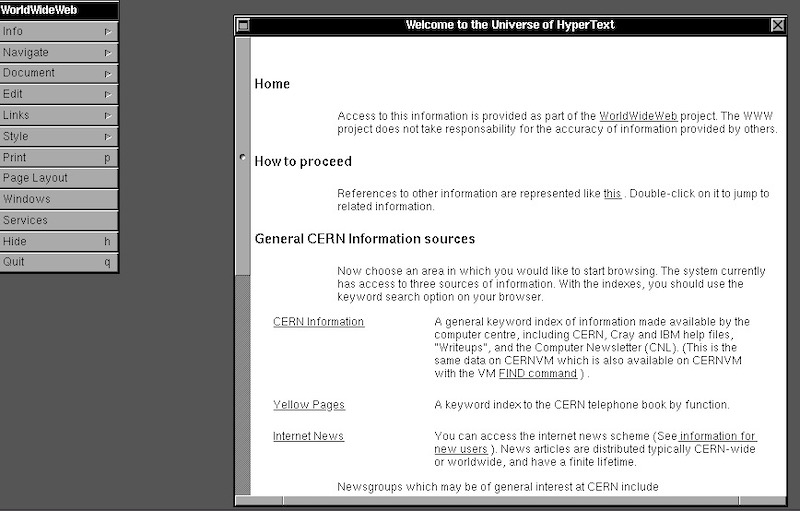 WorldWideWeb
Info
Navigate
Document
Edit
Links
Style
Print p
Page Layout
Windows
Services
Hide h
Quit q
Welcome to the Universe of HyperText
Home
Access to this information is provided as part of the WorldWideWeb project. The WWW
project does not take responsability for the accuracy of information provided by others.
How to proceed
References to other information are represented like this . Double-click on it to jump to
related information.
General CERN Information sources
Now choose an area in which you would like to start browsing. The system currently
has access to three sources of information. With the indexes, you should use the
keyword search option on your browser.
CERN Information
A general keyword index of information made available by the
computer centre, including CERN, Cray and IBM help files,
"Writeups", and the Computer Newsletter (CNL). (This is the
same data on CERNVM which is also available on CERNVM
with the VM FIND command ) .
Yellow Pages
A keyword index to the CERN telephone book by function.
Internet News
You can access the internet news scheme (See information for
new users ). News articles are distributed typically CERN-wide
or worldwide, and have a finite lifetime.
Newsgroups which may be of general interest at CERN include